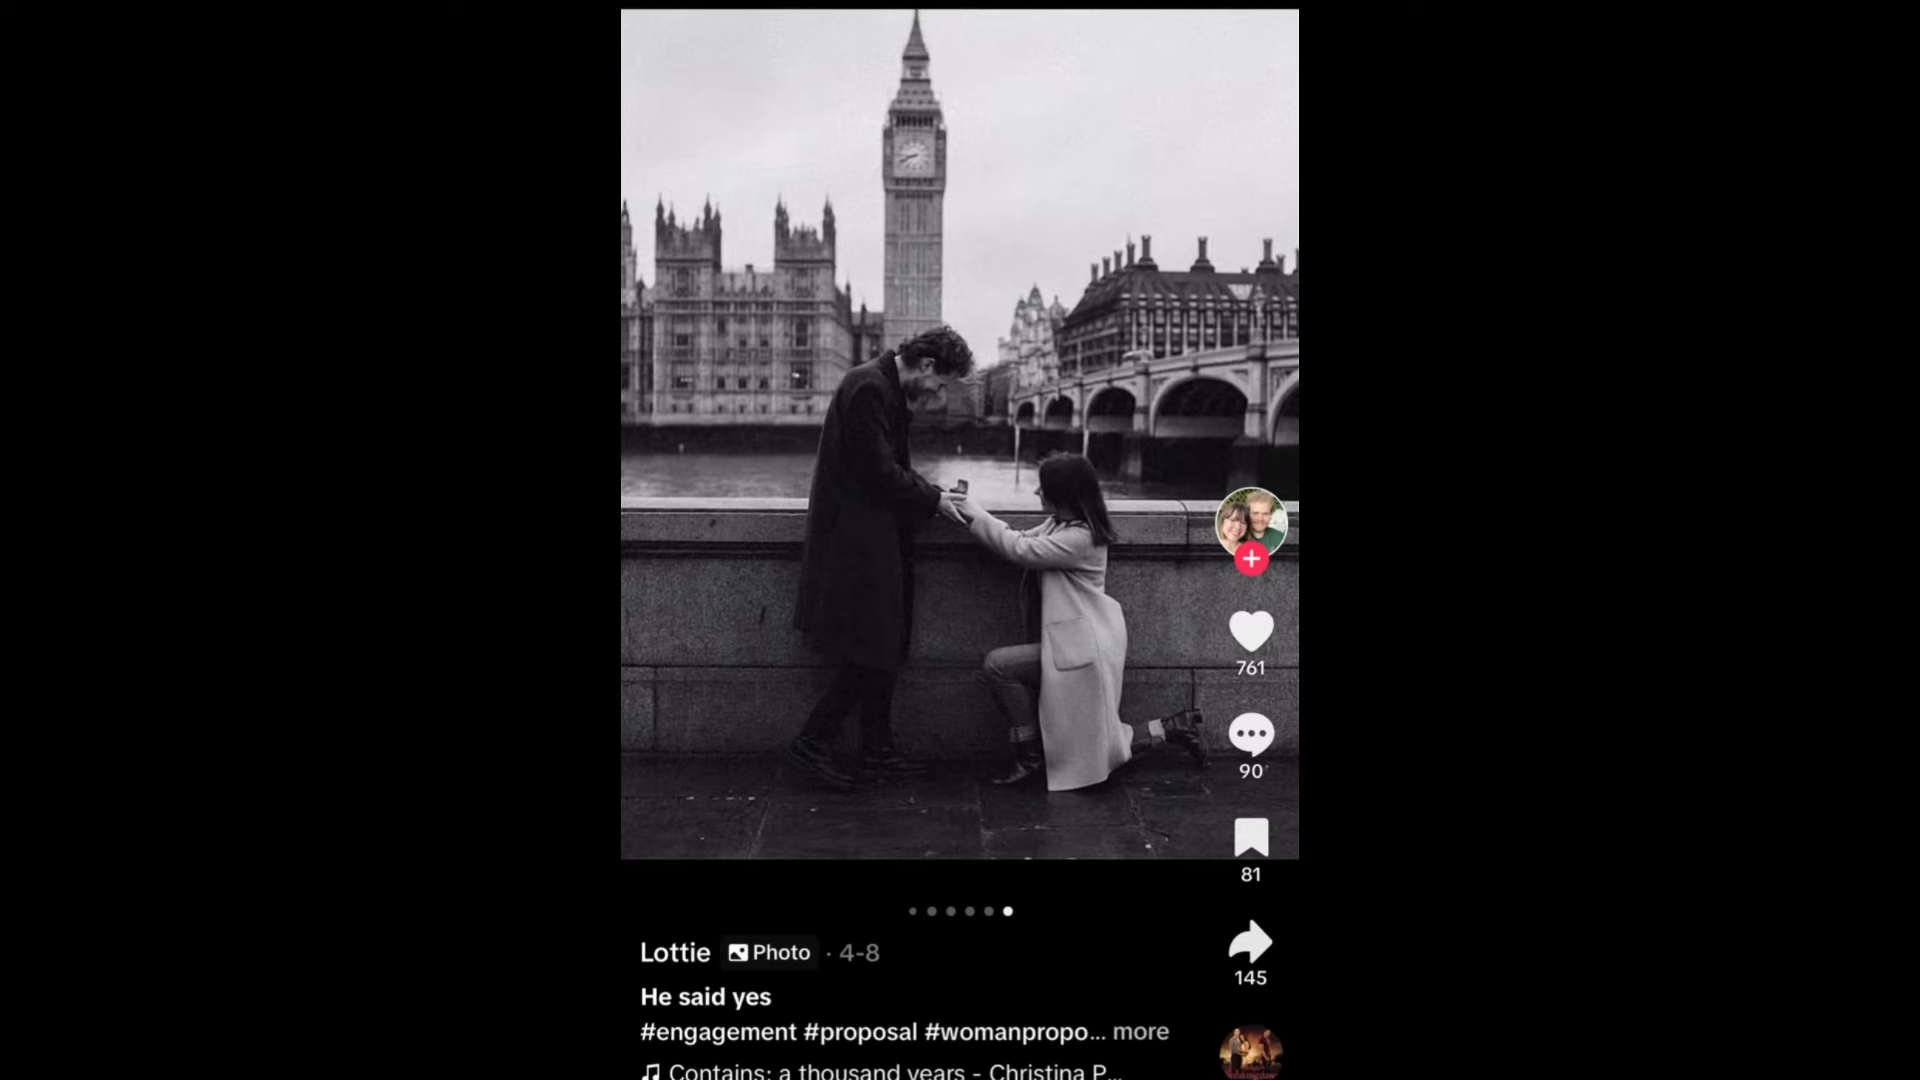 761
90
81
145
Lottie Photo · 4-8
He said yes
#engagement #proposal #womanpropo... more
Contains: a thousand years - Christina P...